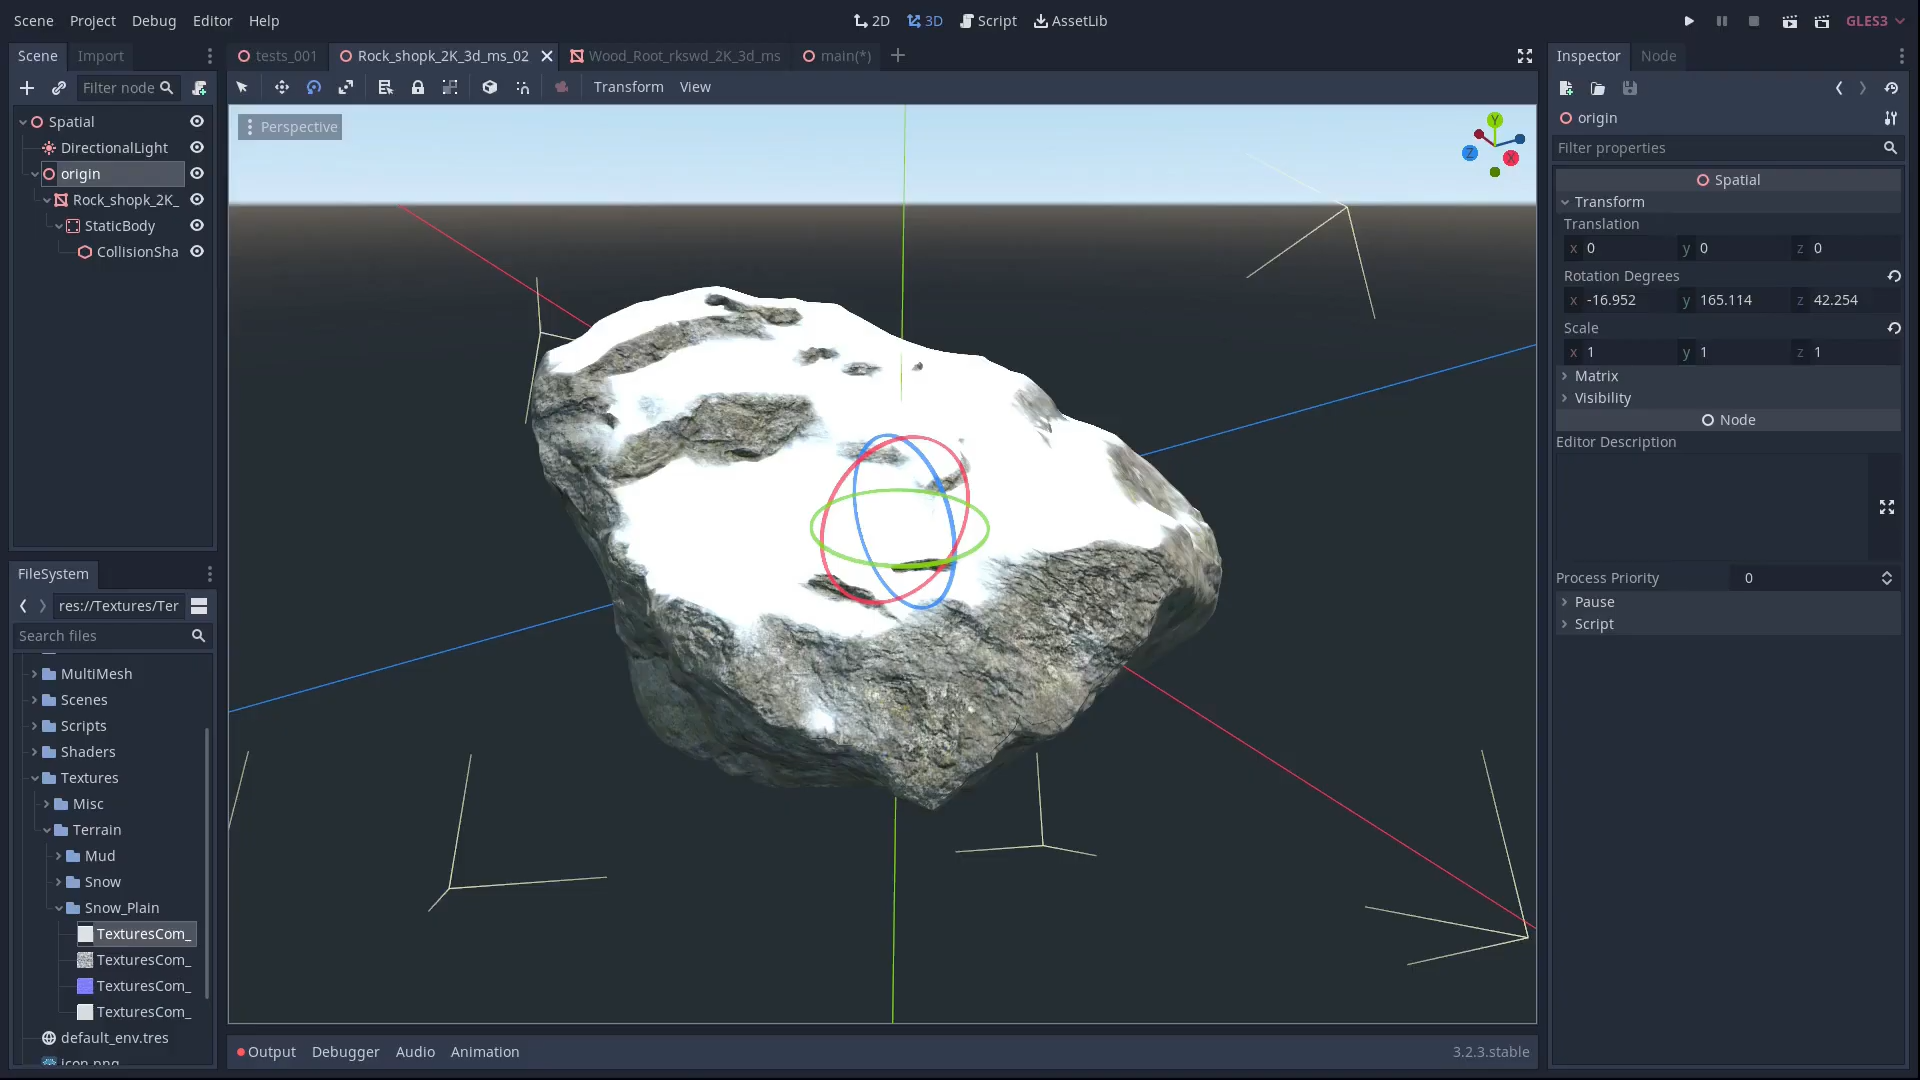 Scene Project Debug Editor Help
2D 3D Script AssetLib
GLES3
Scene Import
Filter node
Spatial
DirectionalLight
origin
Rock_shopk_2K_
StaticBody
CollisionSha
FileSystem
res://Textures/Ter
Search files
MultiMesh
Scenes
Scripts
Shaders
Textures
Misc
Terrain
Mud
Snow
Snow_Plain
TexturesCom_
TexturesCom_
TexturesCom_
TexturesCom_
default_env.tres
icon.png
tests_001 Rock_shopk_2K_3d_ms_02 Wood_Root_rkswd_2K_3d_ms main(*)
Transform View
Perspective
Y
Z
X
Output Debugger Audio Animation
3.2.3.stable
Inspector Node
origin
Filter properties
Spatial
Transform
Translation
x 0 y 0 z 0
Rotation Degrees
x -16.952 y 165.114 z 42.254
Scale
x 1 y 1 z 1
Matrix
Visibility
Node
Editor Description
Process Priority 0
Pause
Script